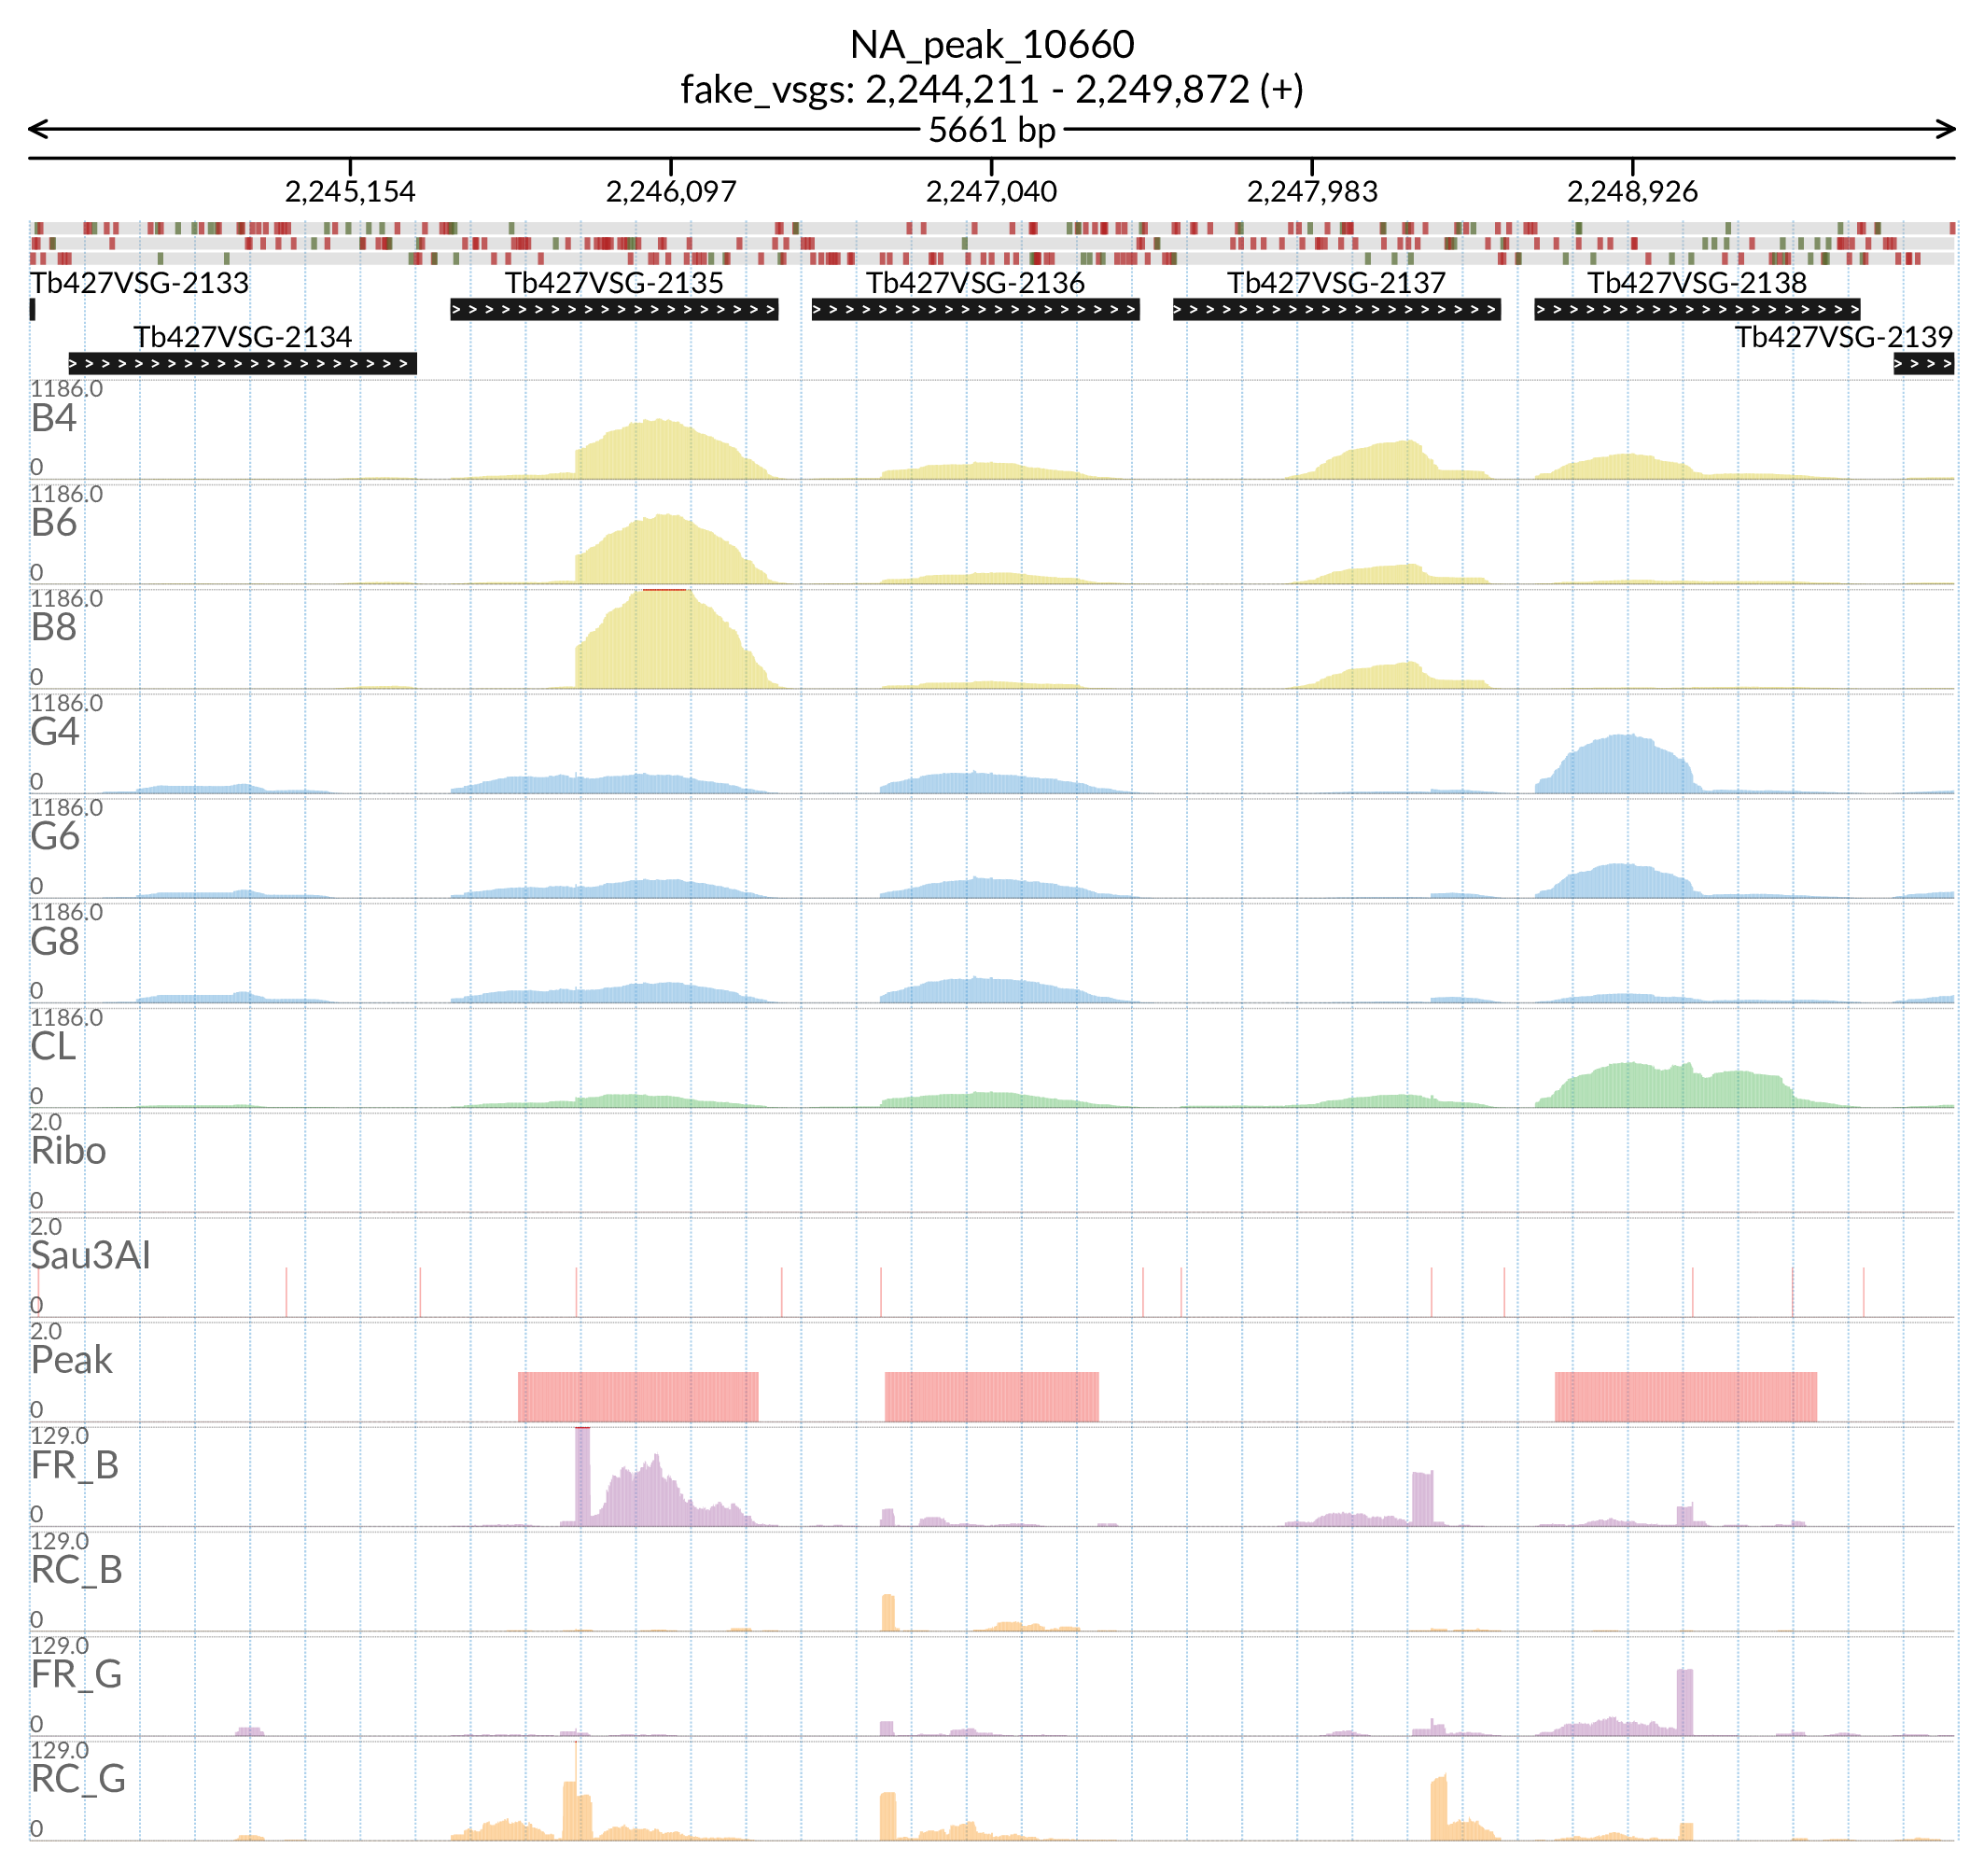 NA_peak_10660
fake_vsgs: 2,244,211 - 2,249,872 (+)
5661 bp
2,245,154 2,246,097 2,247,040 2,247,983 2,248,926
Tb427VSG-2133 Tb427VSG-2135 Tb427VSG-2136 Tb427VSG-2137 Tb427VSG-2138
Tb427VSG-2134 Tb427VSG-2139
1186.0
B4
0
1186.0
B6
0
1186.0
B8
0
1186.0
G4
0
1186.0
G6
0
1186.0
G8
0
1186.0
CL
0
2.0
Ribo
0
2.0
Sau3AI
0
2.0
Peak
0
129.0
FR_B
0
129.0
RC_B
0
129.0
FR_G
0
129.0
RC_G
0